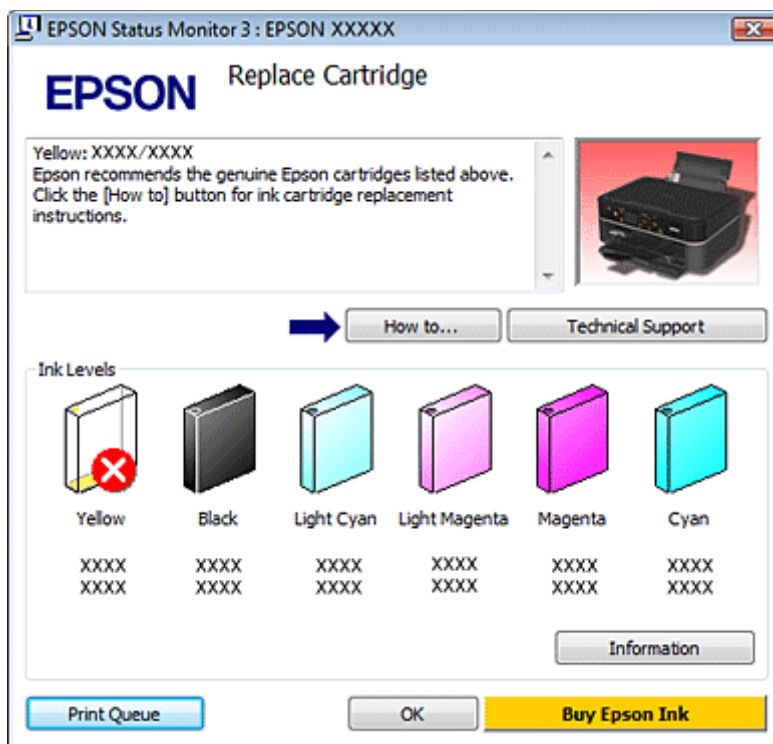 EPSON Status Monitor 3 : EPSON XXXXX
EPSON
Replace Cartridge
Yellow: XXXX/XXXX
Epson recommends the genuine Epson cartridges listed above.
Click the [How to] button for ink cartridge replacement
instructions.
How to...
Technical Support
Ink Levels
Yellow
Black
Light Cyan
Light Magenta
Magenta
Cyan
XXXX XXXX XXXX XXXX XXXX XXXX
XXXX XXXX XXXX XXXX XXXX XXXX
Information
Print Queue
OK
Buy Epson Ink